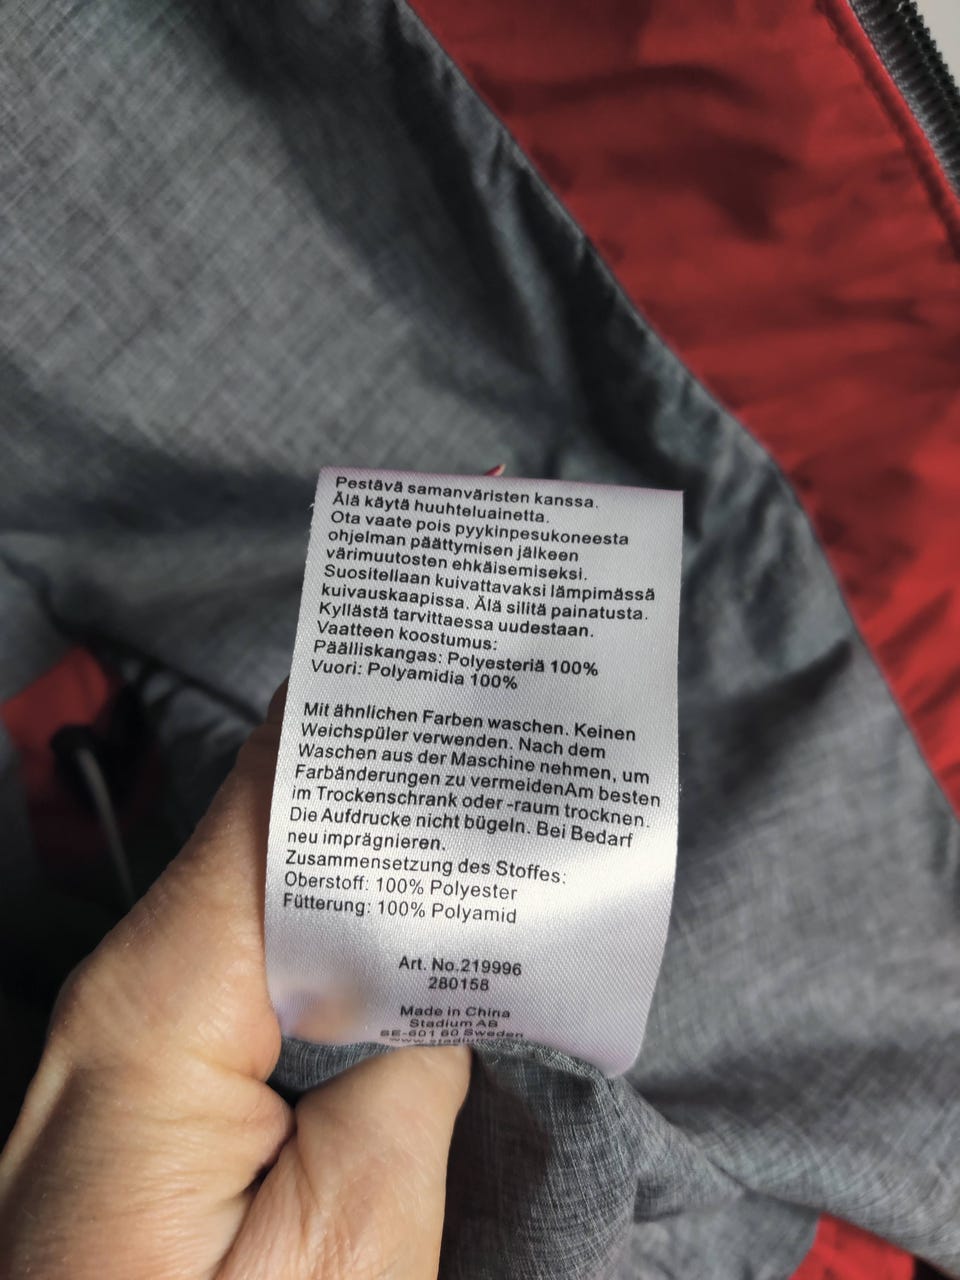 Pestävä samanväristen kanssa.
Älä käytä huuhteluainetta.
Ota vaate pois pyykinpesukoneesta
ohjelman päättymisen jälkeen
värimuutosten ehkäisemiseksi.
Suositellaan kuivattavaksi lämpimässä
kuivauskaapissa. Älä silitä painatusta.
Kyllästä tarvittaessa uudestaan.
Vaatteen koostumus:
Päälliskangas: Polyesteriä 100%
Vuori: Polyamidia 100%
Mit ähnlichen Farben waschen. Keinen
Weichspüler verwenden. Nach dem
Waschen aus der Maschine nehmen, um
Farbänderungen zu vermeidenAm besten
im Trockenschrank oder -raum trocknen.
Die Aufdrucke nicht bügeln. Bei Bedarf
neu imprägnieren.
Zusammensetzung des Stoffes:
Oberstoff: 100% Polyester
Fütterung: 100% Polyamid
Art. No.219996
280158
Made in China
Stadium AB
SE-601 60 Sweden